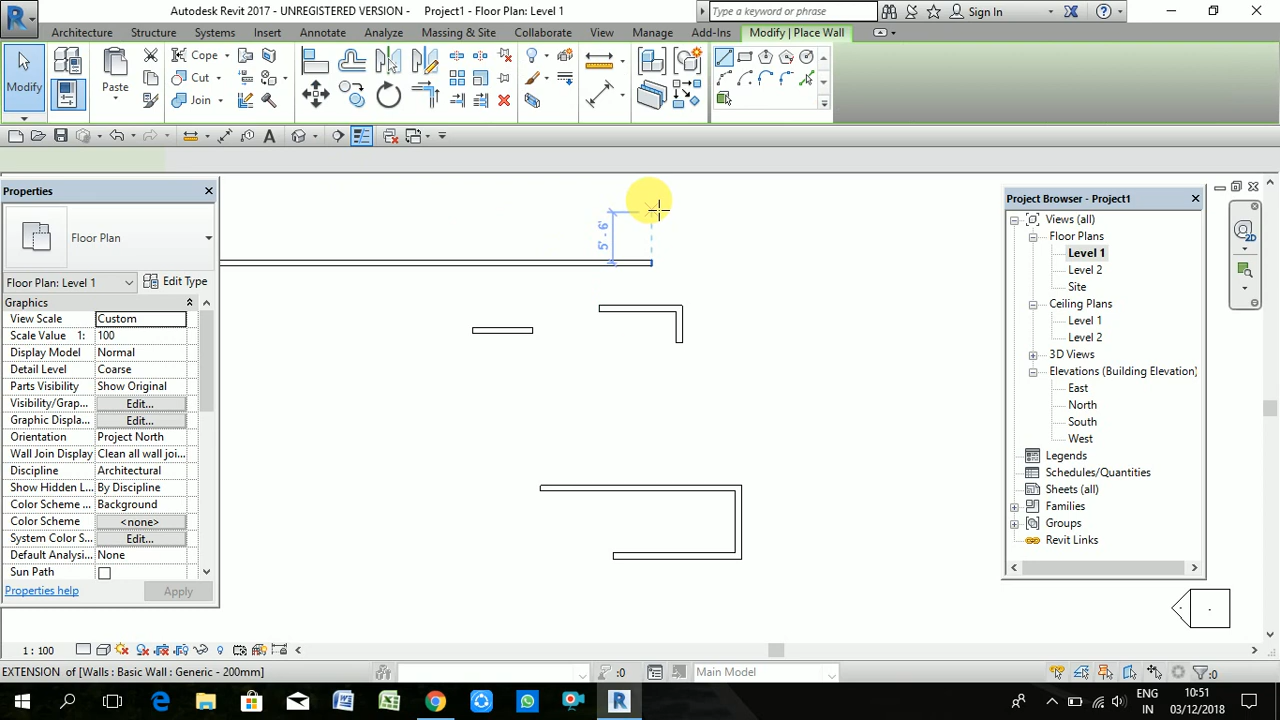 Autodesk Revit 2017 - UNREGISTERED VERSION - Project1 - Floor Plan: Level 1
Type a keyword or phrase
Sign In
Architecture Structure Systems Insert Annotate Analyze Massing & Site Collaborate View Manage Add-Ins Modify | Place Wall
Modify
Paste
Cope
Cut
Join
Properties
Floor Plan
Floor Plan: Level 1
Edit Type
Graphics
View Scale Custom
Scale Value 1: 100
Display Model Normal
Detail Level Coarse
Parts Visibility Show Original
Visibility/Grap... Edit...
Graphic Displa... Edit...
Orientation Project North
Wall Join Display Clean all wall joi...
Discipline Architectural
Show Hidden L... By Discipline
Color Scheme ... Background
Color Scheme <none>
System Color S... Edit...
Default Analysi... None
Sun Path
Properties help
Apply
5' - 6"
Project Browser - Project1
Views (all)
Floor Plans
Level 1
Level 2
Site
Ceiling Plans
Level 1
Level 2
3D Views
Elevations (Building Elevation)
East
North
South
West
Legends
Schedules/Quantities
Sheets (all)
Families
Groups
Revit Links
2D
1 : 100
EXTENSION of [Walls : Basic Wall : Generic - 200mm]
:0
Main Model
:0
ENG
IN
10:51
03/12/2018